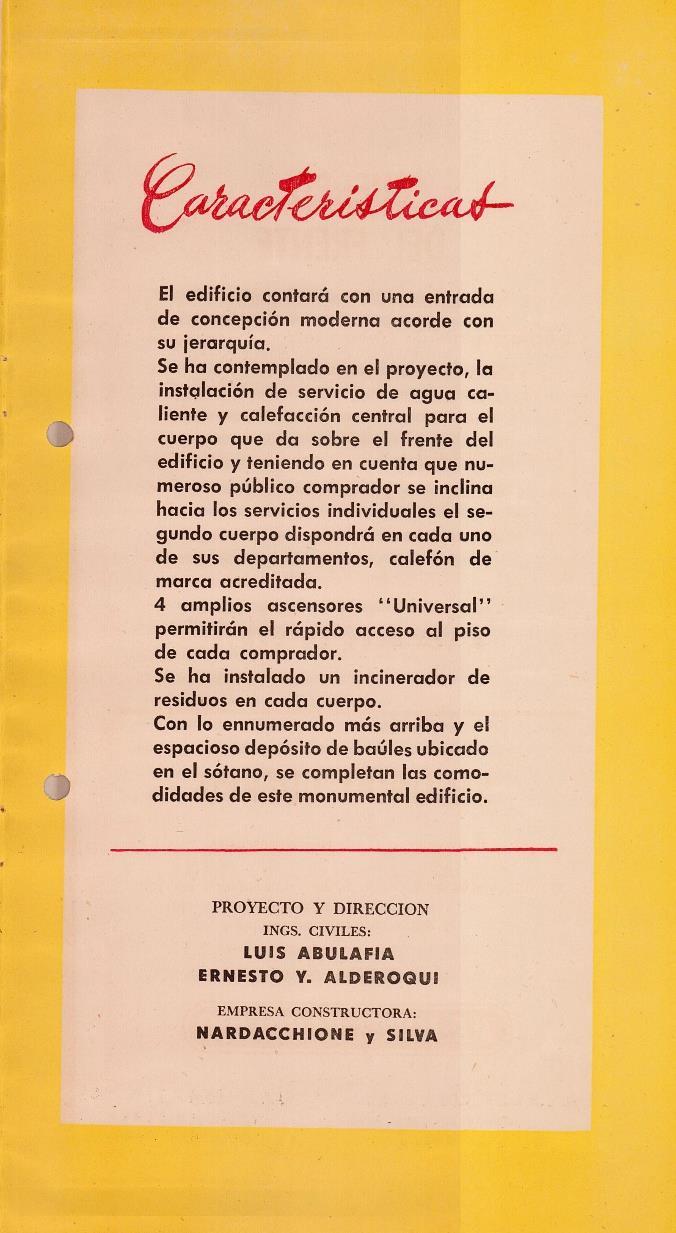 Caracteristicas
El edificio contará con una entrada
de concepción moderna acorde con
su jerarquía.
Se ha contemplado en el proyecto, la
instalación de servicio de agua ca-
liente y calefacción central para el
cuerpo que da sobre el frente del
edificio y teniendo en cuenta que nu-
meroso público comprador se inclina
hacia los servicios individuales el se-
gundo cuerpo dispondrá en cada uno
de sus departamentos, calefón de
marca acreditada.
4 amplios ascensores "Universal"
permitirán el rápido acceso al piso
de cada comprador.
Se ha instalado un incinerador de
residuos en cada cuerpo.
Con lo ennumerado más arriba y el
espacioso depósito de baúles ubicado
en el sótano, se completan las como-
didades de este monumental edificio.
PROYECTO Y DIRECCION
INGS. CIVILES:
LUIS ABULAFIA
ERNESTO Y. ALDEROQUI
EMPRESA CONSTRUCTORA:
NARDACCHIONE y SILVA